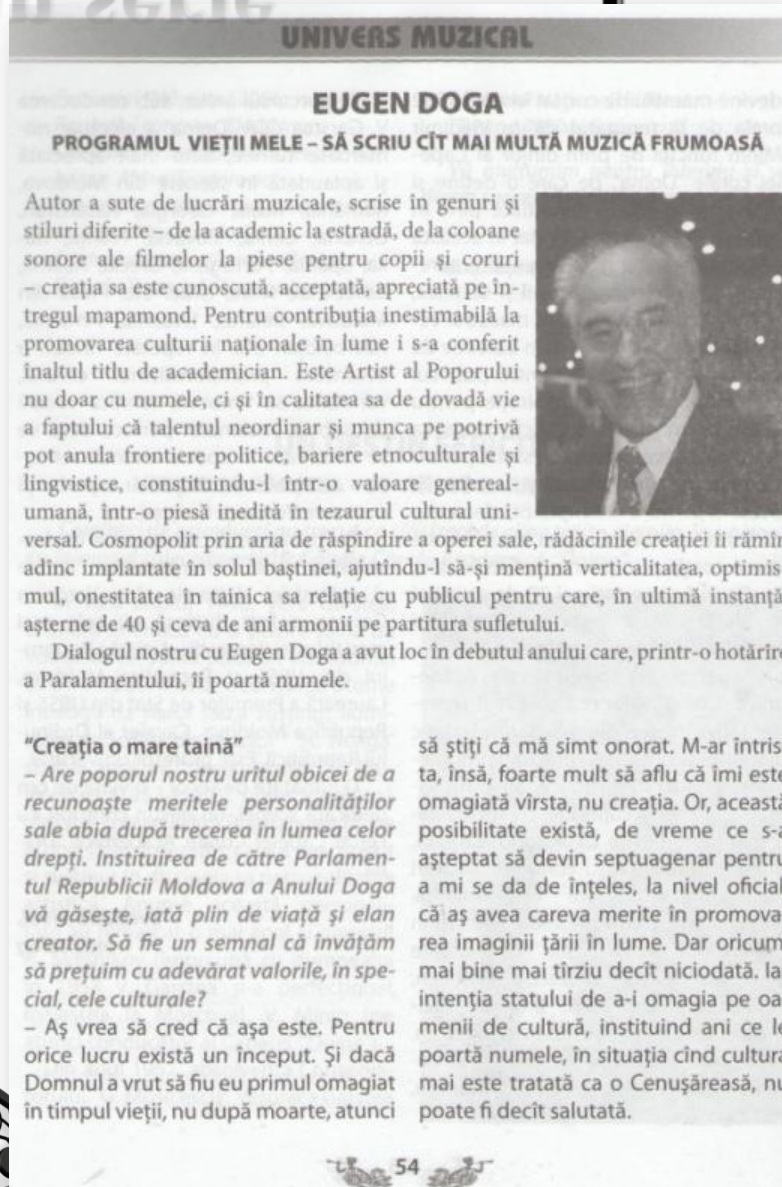 UNIVERS MUZICAL
EUGEN DOGA
PROGRAMUL VIEȚII MELE – SĂ SCRIU CÎT MAI MULTĂ MUZICĂ FRUMOASĂ
Autor a sute de lucrări muzicale, scrise în genuri și
stiluri diferite – de la academic la estradă, de la coloane
sonore ale filmelor la piese pentru copii și coruri
– creația sa este cunoscută, acceptată, apreciată pe în-
tregul mapamond. Pentru contribuția inestimabilă la
promovarea culturii naționale în lume i s-a conferit
înaltul titlu de academician. Este Artist al Poporului
nu doar cu numele, ci și în calitatea sa de dovadă vie
a faptului că talentul neordinar și munca pe potrivă
pot anula frontiere politice, bariere etnoculturale și
lingvistice, constituindu-l într-o valoare genereal-
umană, într-o piesă inedită în tezaurul cultural uni-
versal. Cosmopolit prin aria de răspîndire a operei sale, rădăcinile creației îi rămîn
adînc implantate în solul baștinei, ajutîndu-l să-și mențină verticalitatea, optimis
mul, onestitatea în tainica sa relație cu publicul pentru care, în ultimă instanță
așterne de 40 și ceva de ani armonii pe partitura sufletului.
Dialogul nostru cu Eugen Doga a avut loc în debutul anului care, printr-o hotărîre
a Paralamentului, îi poartă numele.
"Creația o mare taină"
– Are poporul nostru urîtul obicei de a
recunoaște meritele personalităților
sale abia după trecerea în lumea celor
drepți. Instituirea de către Parlamen-
tul Republicii Moldova a Anului Doga
vă găsește, iată plin de viață și elan
creator. Să fie un semnal că învățăm
să prețuim cu adevărat valorile, în spe-
cial, cele culturale?
– Aș vrea să cred că așa este. Pentru
orice lucru există un început. Și dacă
Domnul a vrut să fiu eu primul omagiat
în timpul vieții, nu după moarte, atunci
să știți că mă simt onorat. M-ar întris
ta, însă, foarte mult să aflu că îmi este
omagiată vîrsta, nu creația. Or, această
posibilitate există, de vreme ce s-a
așteptat să devin septuagenar pentru
a mi se da de înțeles, la nivel oficial
că aș avea careva merite în promova
rea imaginii țării în lume. Dar oricum
mai bine mai tîrziu decît niciodată. Ia
intenția statului de a-i omagia pe oa
menii de cultură, instituind ani ce le
poartă numele, în situația cînd cultura
mai este tratată ca o Cenușăreasă, nu
poate fi decît salutată.
54